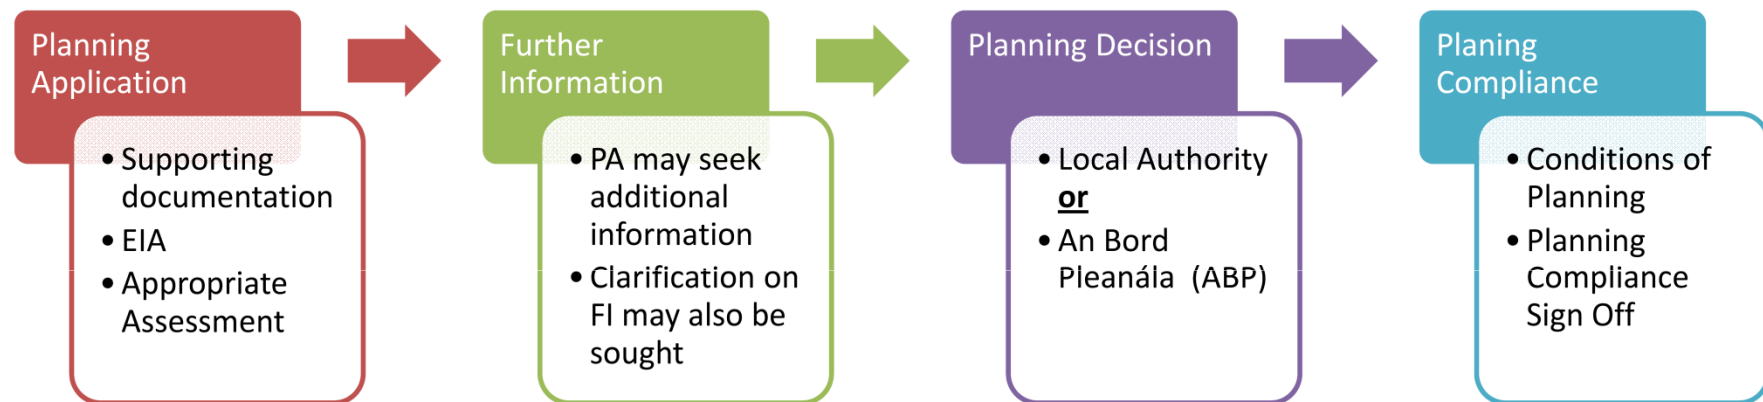 Planning
Application
• Supporting
documentation
• EIA
• Appropriate
Assessment
Further
Information
• PA may seek
additional
information
• Clarification on
FI may also be
sought
Planning Decision
• Local Authority
or
• An Bord
Pleanála (ABP)
Planing
Compliance
• Conditions of
Planning
• Planning
Compliance
Sign Off